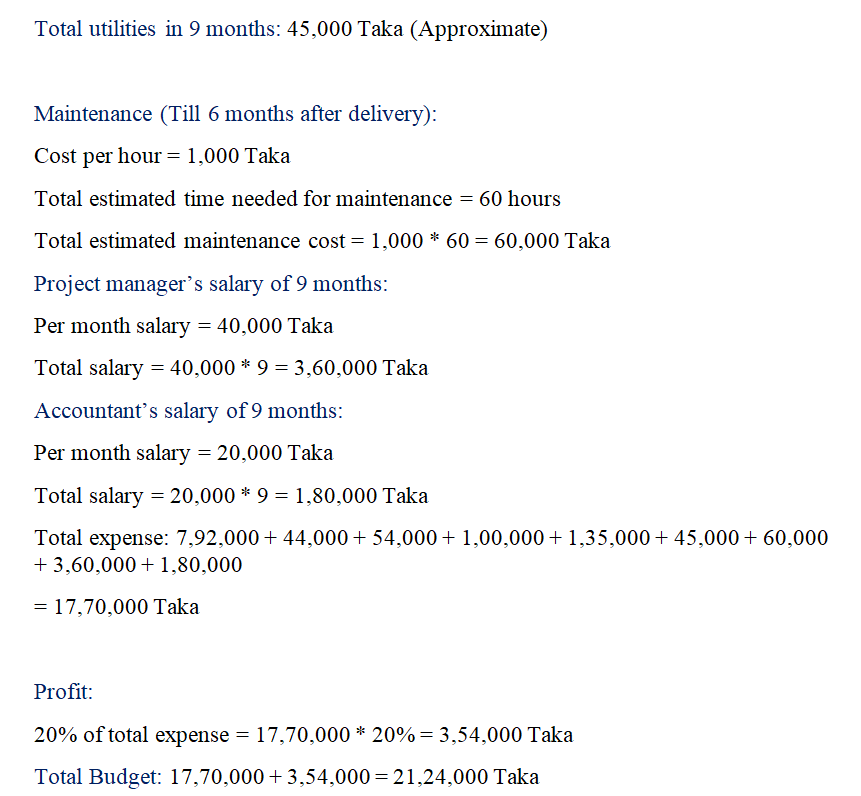 Total utilities in 9 months: 45,000 Taka (Approximate)
Maintenance (Till 6 months after delivery):
Cost per hour = 1,000 Taka
Total estimated time needed for maintenance = 60 hours
Total estimated maintenance cost = 1,000 * 60 = 60,000 Taka
Project manager’s salary of 9 months:
Per month salary = 40,000 Taka
Total salary = 40,000 * 9 = 3,60,000 Taka
Accountant’s salary of 9 months:
Per month salary = 20,000 Taka
Total salary = 20,000 * 9 = 1,80,000 Taka
Total expense: 7,92,000 + 44,000 + 54,000 + 1,00,000 + 1,35,000 + 45,000 + 60,000
+ 3,60,000 + 1,80,000
= 17,70,000 Taka
Profit:
20% of total expense = 17,70,000 * 20% = 3,54,000 Taka
Total Budget: 17,70,000 + 3,54,000 = 21,24,000 Taka